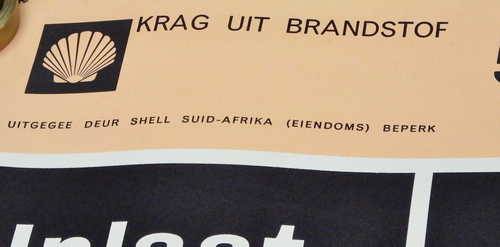 KRAG UIT BRANDSTOF
UITGEGEE DEUR SHELL SUID-AFRIKA (EIENDOMS) BEPERK